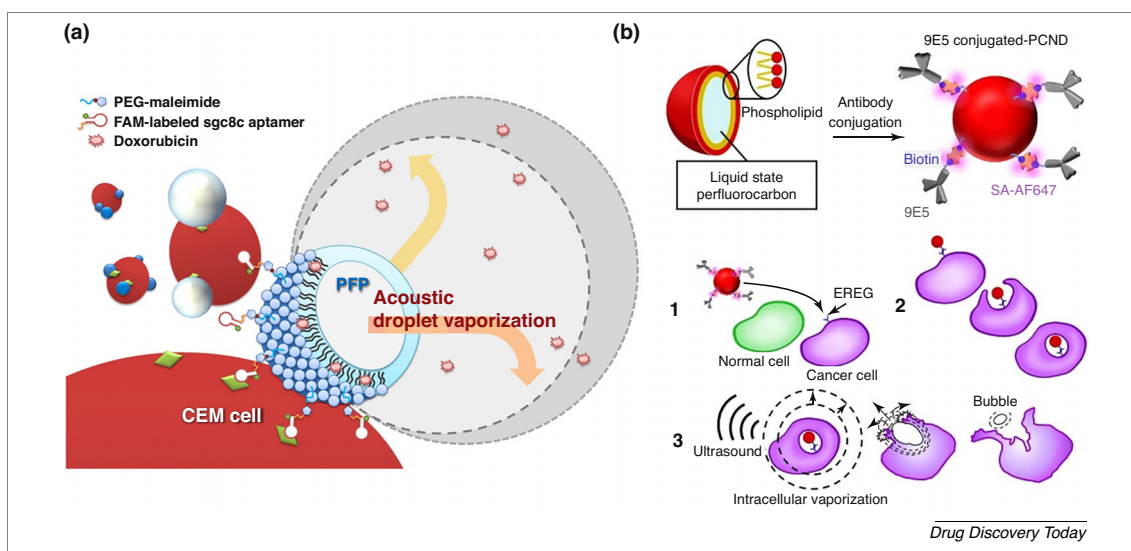 (a)
PEG-maleimide
FAM-labeled sgc8c aptamer
Doxorubicin
PFP
Acoustic
droplet vaporization
CEM cell
(b)
9E5 conjugated-PCND
Phospholipid
Antibody
conjugation
Liquid state
perfluorocarbon
Biotin
SA-AF647
9E5
1
EREG
2
Normal cell
Cancer cell
3
Ultrasound
Bubble
Intracellular vaporization
Drug Discovery Today